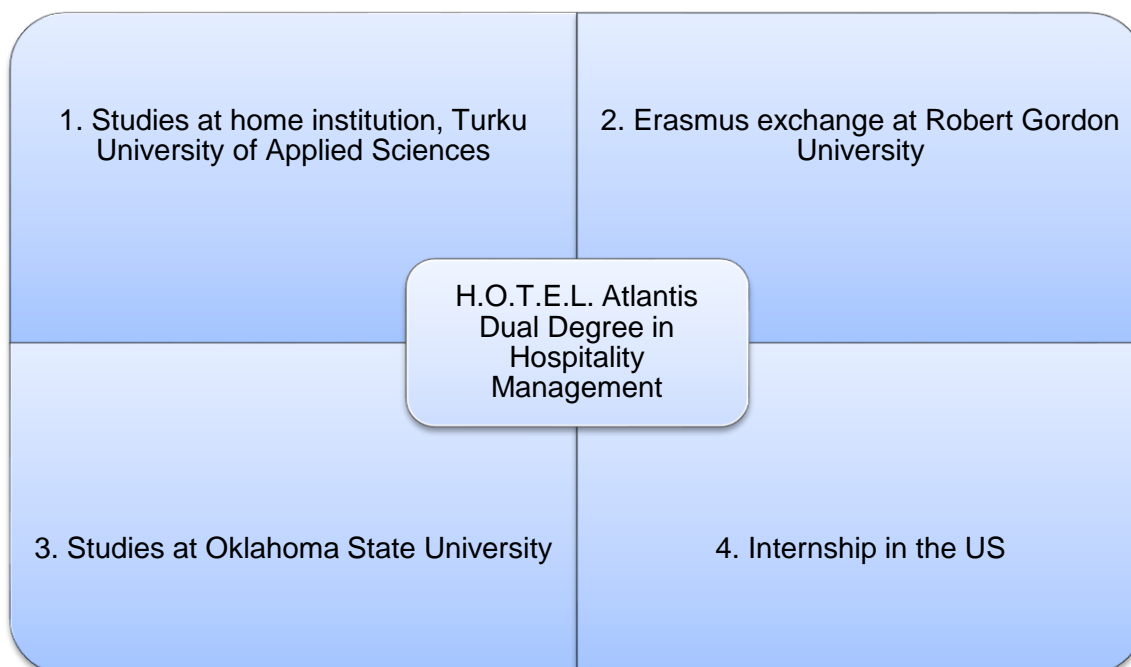 1. Studies at home institution, Turku
University of Applied Sciences
2. Erasmus exchange at Robert Gordon
University
H.O.T.E.L. Atlantis
Dual Degree in
Hospitality
Management
3. Studies at Oklahoma State University
4. Internship in the US